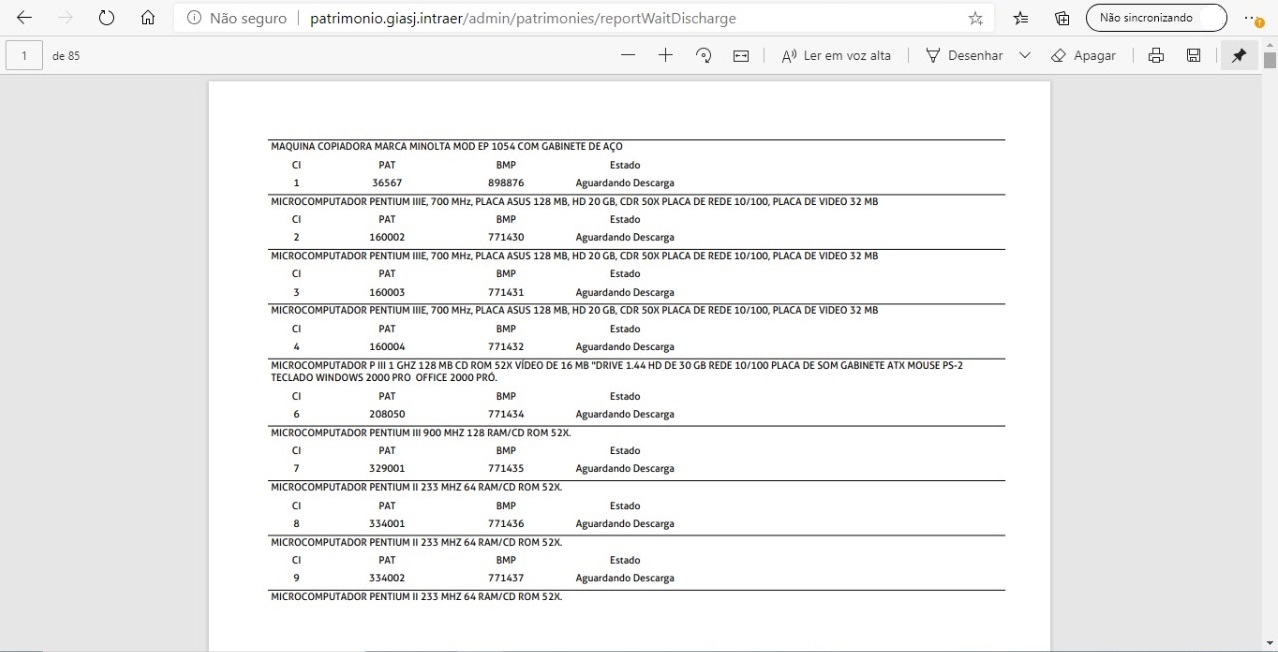 Não seguro patrimonio.giasj.intraer/admin/patrimonies/reportWaitDischarge Não sincronizando
1 de 85 Ler em voz alta Desenhar Apagar
MAQUINA COPIADORA MARCA MINOLTA MOD EP 1054 COM GABINETE DE AÇO
CI PAT BMP Estado
1 36567 898876 Aguardando Descarga
MICROCOMPUTADOR PENTIUM IIIE, 700 MHz, PLACA ASUS 128 MB, HD 20 GB, CDR 50X PLACA DE REDE 10/100, PLACA DE VIDEO 32 MB
CI PAT BMP Estado
2 160002 771430 Aguardando Descarga
MICROCOMPUTADOR PENTIUM IIIE, 700 MHz, PLACA ASUS 128 MB, HD 20 GB, CDR 50X PLACA DE REDE 10/100, PLACA DE VIDEO 32 MB
CI PAT BMP Estado
3 160003 771431 Aguardando Descarga
MICROCOMPUTADOR PENTIUM IIIE, 700 MHz, PLACA ASUS 128 MB, HD 20 GB, CDR 50X PLACA DE REDE 10/100, PLACA DE VIDEO 32 MB
CI PAT BMP Estado
4 160004 771432 Aguardando Descarga
MICROCOMPUTADOR P III 1 GHZ 128 MB CD ROM 52X VÍDEO DE 16 MB "DRIVE 1.44 HD DE 30 GB REDE 10/100 PLACA DE SOM GABINETE ATX MOUSE PS-2
TECLADO WINDOWS 2000 PRO OFFICE 2000 PRÓ.
CI PAT BMP Estado
6 208050 771434 Aguardando Descarga
MICROCOMPUTADOR PENTIUM III 900 MHZ 128 RAM/CD ROM 52X.
CI PAT BMP Estado
7 329001 771435 Aguardando Descarga
MICROCOMPUTADOR PENTIUM II 233 MHZ 64 RAM/CD ROM 52X.
CI PAT BMP Estado
8 334001 771436 Aguardando Descarga
MICROCOMPUTADOR PENTIUM II 233 MHZ 64 RAM/CD ROM 52X.
CI PAT BMP Estado
9 334002 771437 Aguardando Descarga
MICROCOMPUTADOR PENTIUM II 233 MHZ 64 RAM/CD ROM 52X.